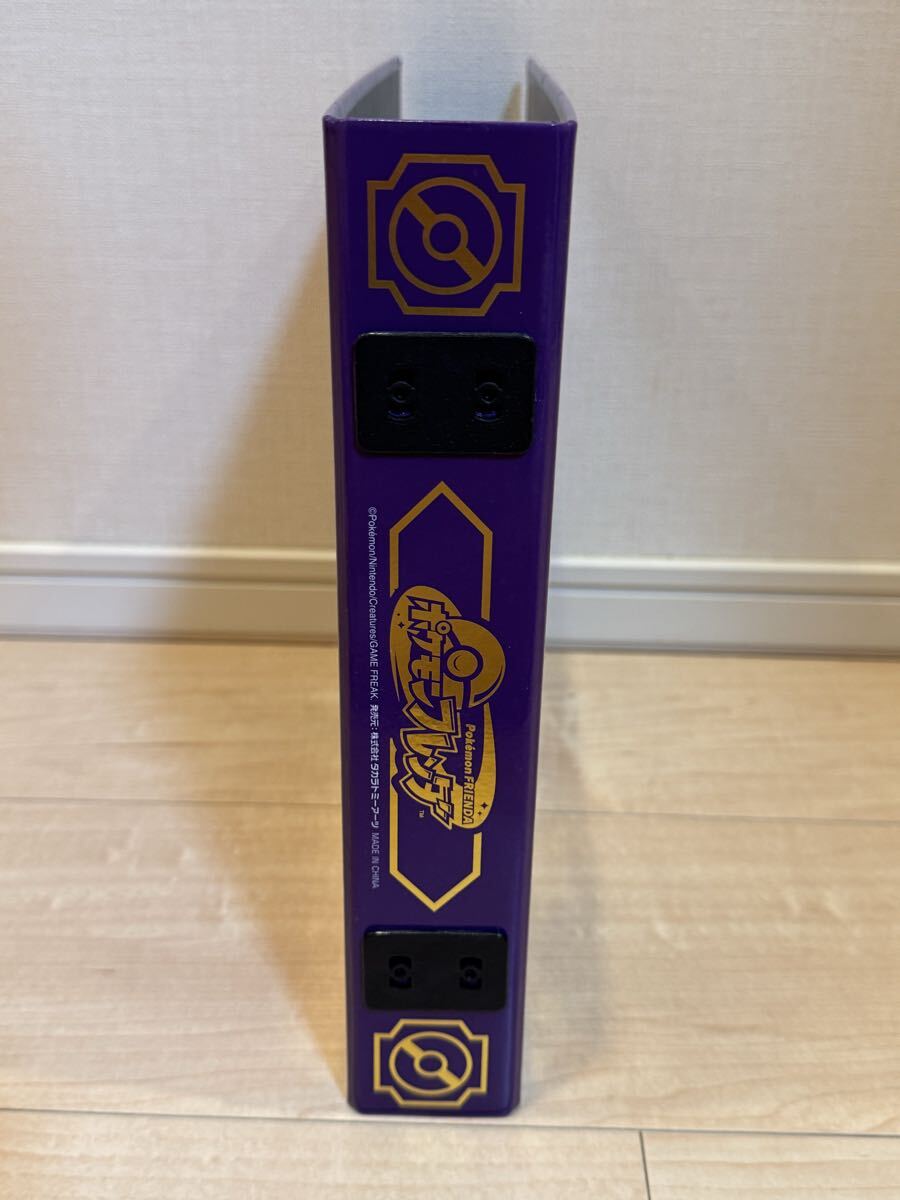 ポケモンフレンダ
Pokémon FRIENDA
™
©Pokémon/Nintendo/Creatures/GAME FREAK. 発売元:株式会社タカラトミーアーツ MADE IN CHINA